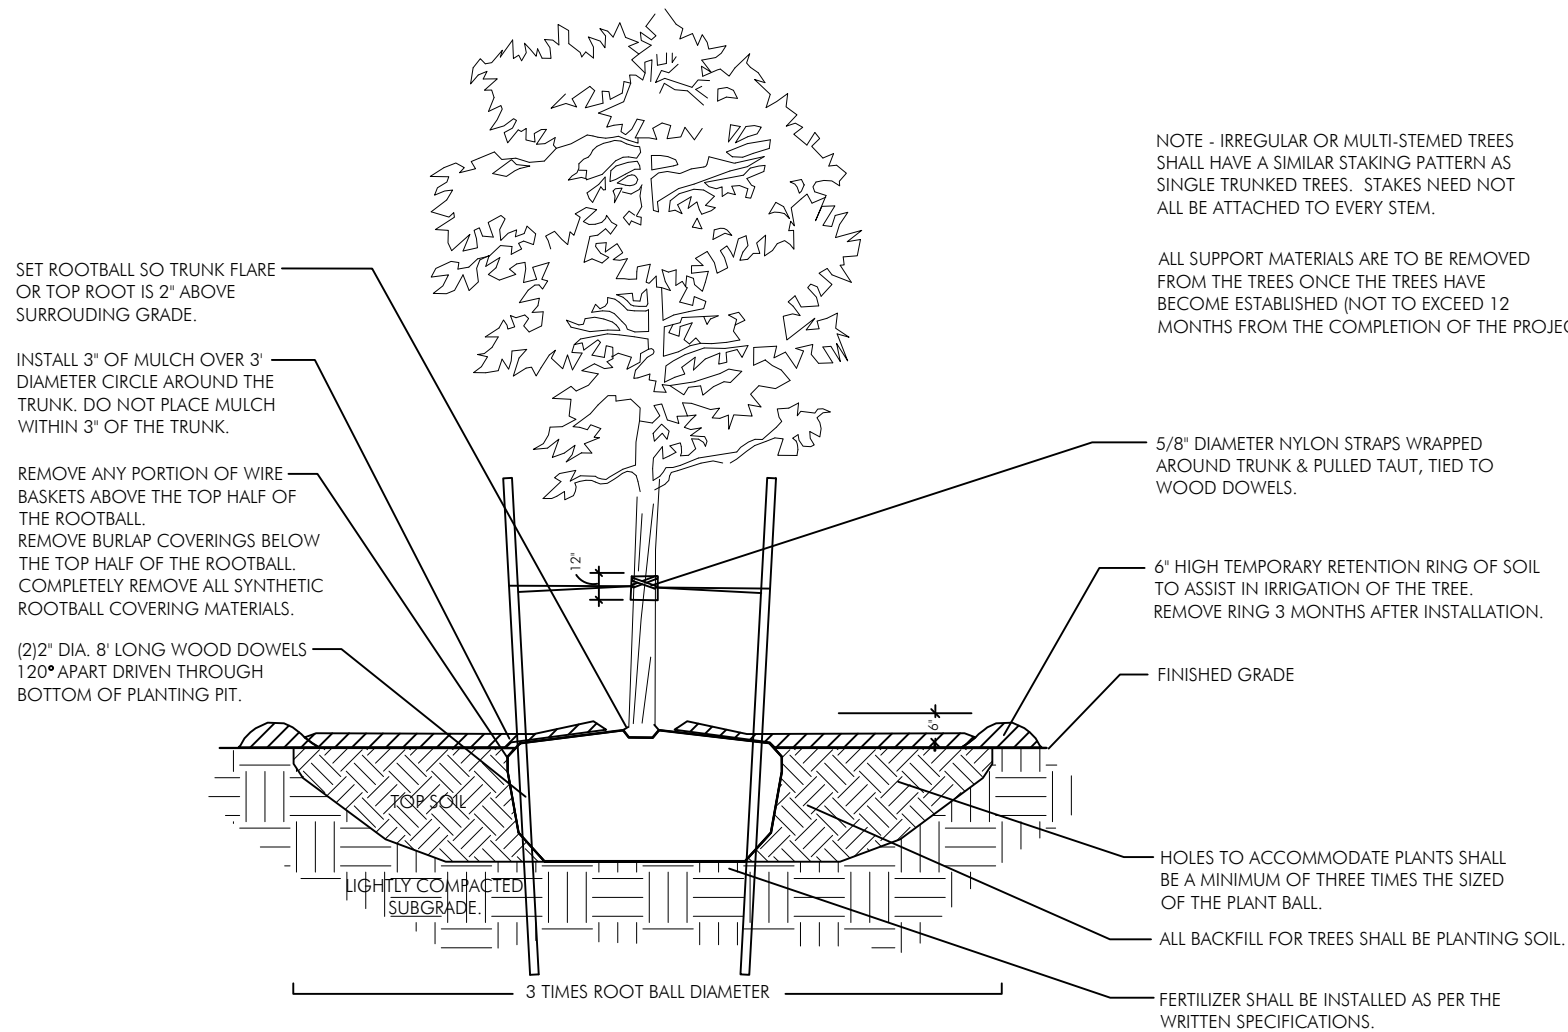 NOTE - IRREGULAR OR MULTI-STEMED TREES
SHALL HAVE A SIMILAR STAKING PATTERN AS
SINGLE TRUNKED TREES. STAKES NEED NOT
ALL BE ATTACHED TO EVERY STEM.
ALL SUPPORT MATERIALS ARE TO BE REMOVED
FROM THE TREES ONCE THE TREES HAVE
BECOME ESTABLISHED (NOT TO EXCEED 12
MONTHS FROM THE COMPLETION OF THE
SET ROOTBALL SO TRUNK FLARE
OR TOP ROOT IS 2" ABOVE
SURROUDING GRADE.
INSTALL 3" OF MULCH OVER 3'
DIAMETER CIRCLE AROUND THE
TRUNK. DO NOT PLACE MULCH
WITHIN 3" OF THE TRUNK.
REMOVE ANY PORTION OF WIRE
BASKETS ABOVE THE TOP HALF OF
THE ROOTBALL.
REMOVE BURLAP COVERINGS BELOW
THE TOP HALF OF THE ROOTBALL.
COMPLETELY REMOVE ALL SYNTHETIC
ROOTBALL COVERING MATERIALS.
(2)2" DIA. 8' LONG WOOD DOWELS
120° APART DRIVEN THROUGH
BOTTOM OF PLANTING PIT.
12"
5/8" DIAMETER NYLON STRAPS WRAPPED
AROUND TRUNK & PULLED TAUT, TIED TO
WOOD DOWELS.
6" HIGH TEMPORARY RETENTION RING OF SOIL
TO ASSIST IN IRRIGATION OF THE TREE.
REMOVE RING 3 MONTHS AFTER INSTALLATION.
FINISHED GRADE
6"
TOP SOIL
LIGHTLY COMPACTED
SUBGRADE.
HOLES TO ACCOMMODATE PLANTS SHALL
BE A MINIMUM OF THREE TIMES THE SIZED
OF THE PLANT BALL.
ALL BACKFILL FOR TREES SHALL BE PLANTING SOIL.
3 TIMES ROOT BALL DIAMETER
FERTILIZER SHALL BE INSTALLED AS PER THE
WRITTEN SPECIFICATIONS.